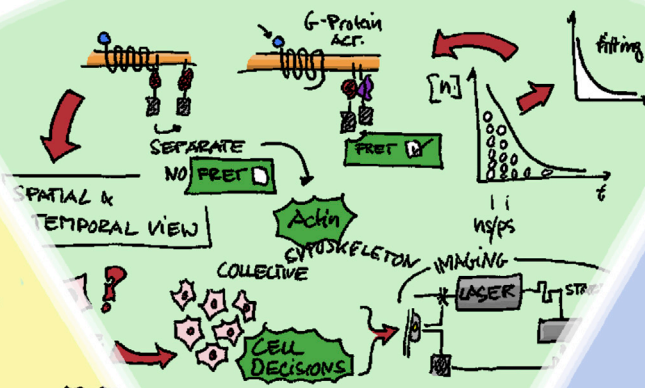 G-Protein
ACT.
fitting
[n]
SEPARATE
NO FRET
FRET
SPATIAL &
TEMPORAL VIEW
Actin
CYTOSKELETON
t
ns/ps
COLLECTIVE
IMAGING
LASER
?
CELL
DECISIONS